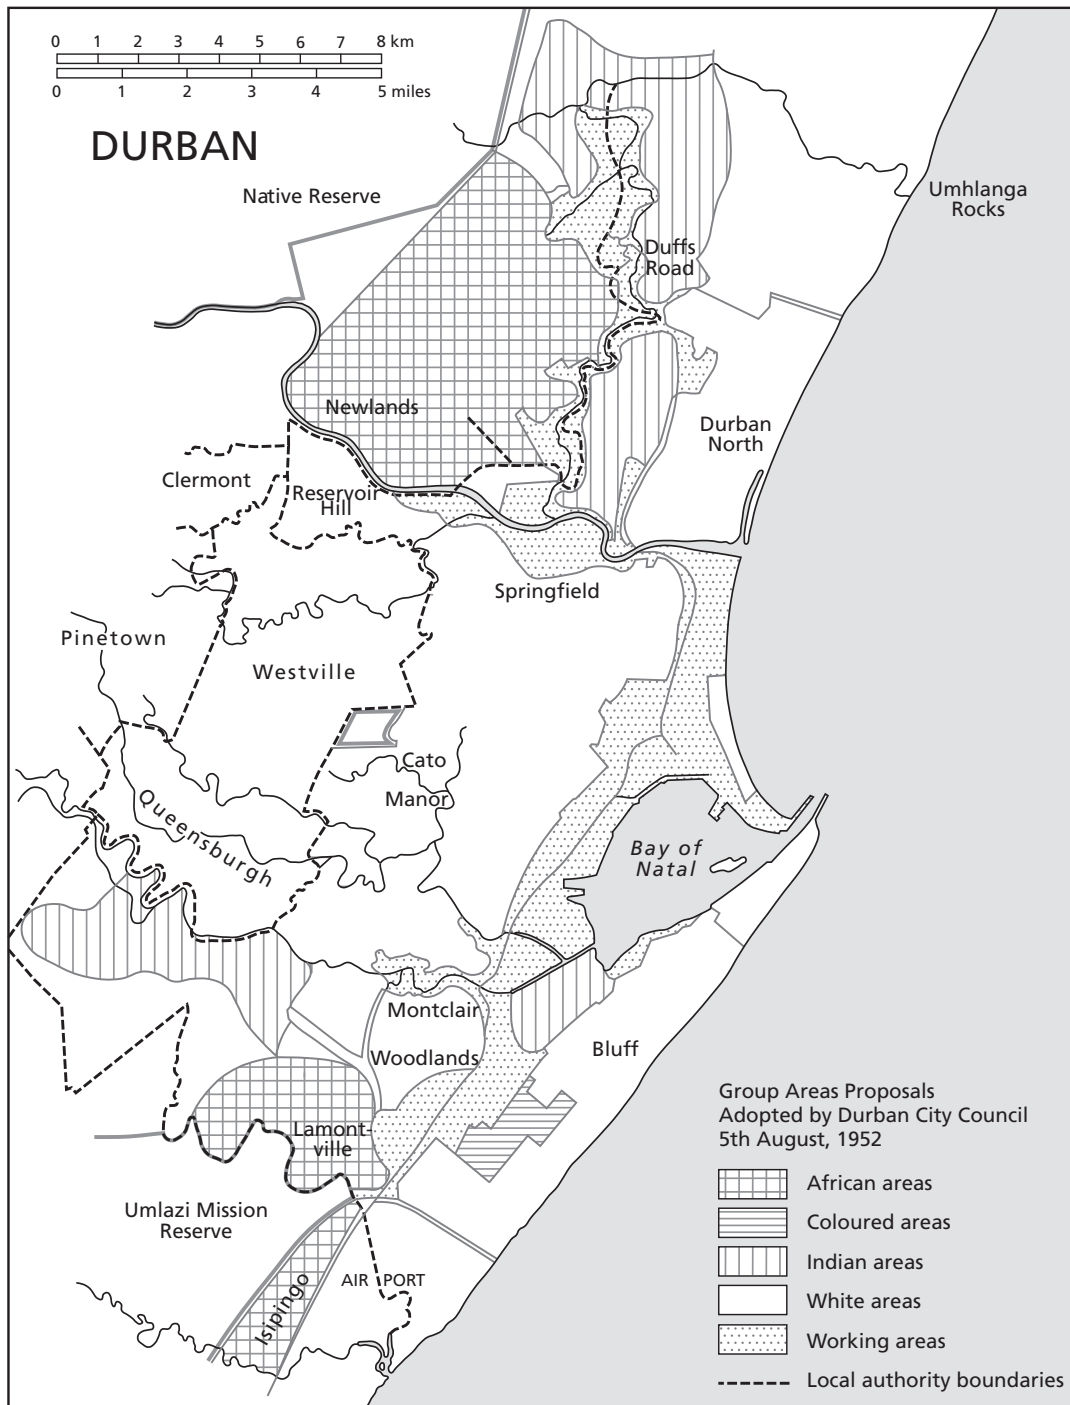 0 1 2 3 4 5 6 7 8 km
0 1 2 3 4 5 miles
DURBAN
Native Reserve
Umhlanga
Rocks
Duffs
Road
Newlands
Durban
North
Clermont
Reservoir
Hill
Springfield
Pinetown
Westville
Cato
Manor
Queensburgh
Bay of
Natal
Montclair
Woodlands
Bluff
Lamont-
ville
Umlazi Mission
Reserve
AIR PORT
Isipingo
Group Areas Proposals
Adopted by Durban City Council
5th August, 1952
African areas
Coloured areas
Indian areas
White areas
Working areas
Local authority boundaries